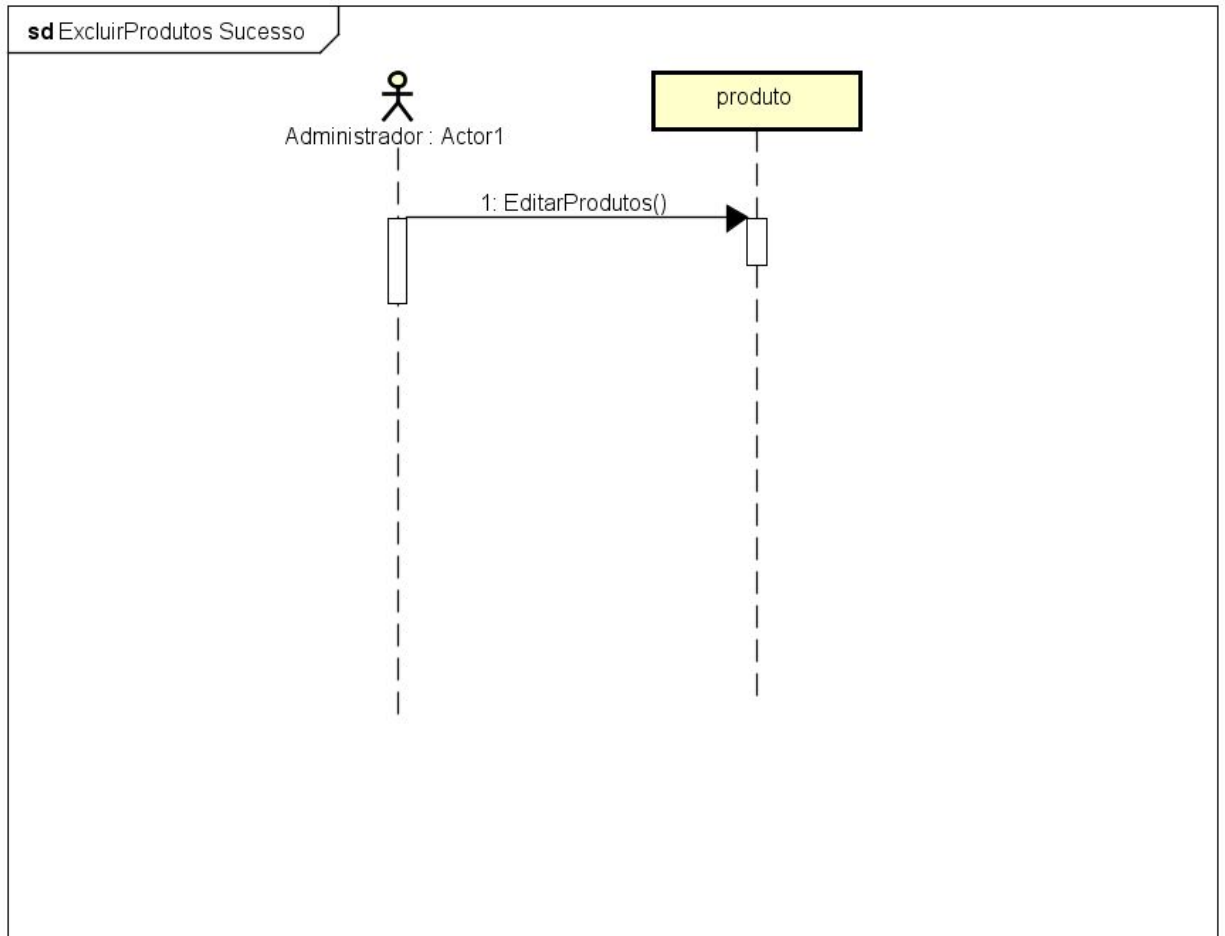 sd ExcluirProdutos Sucesso
Administrador : Actor1
produto
1: EditarProdutos()